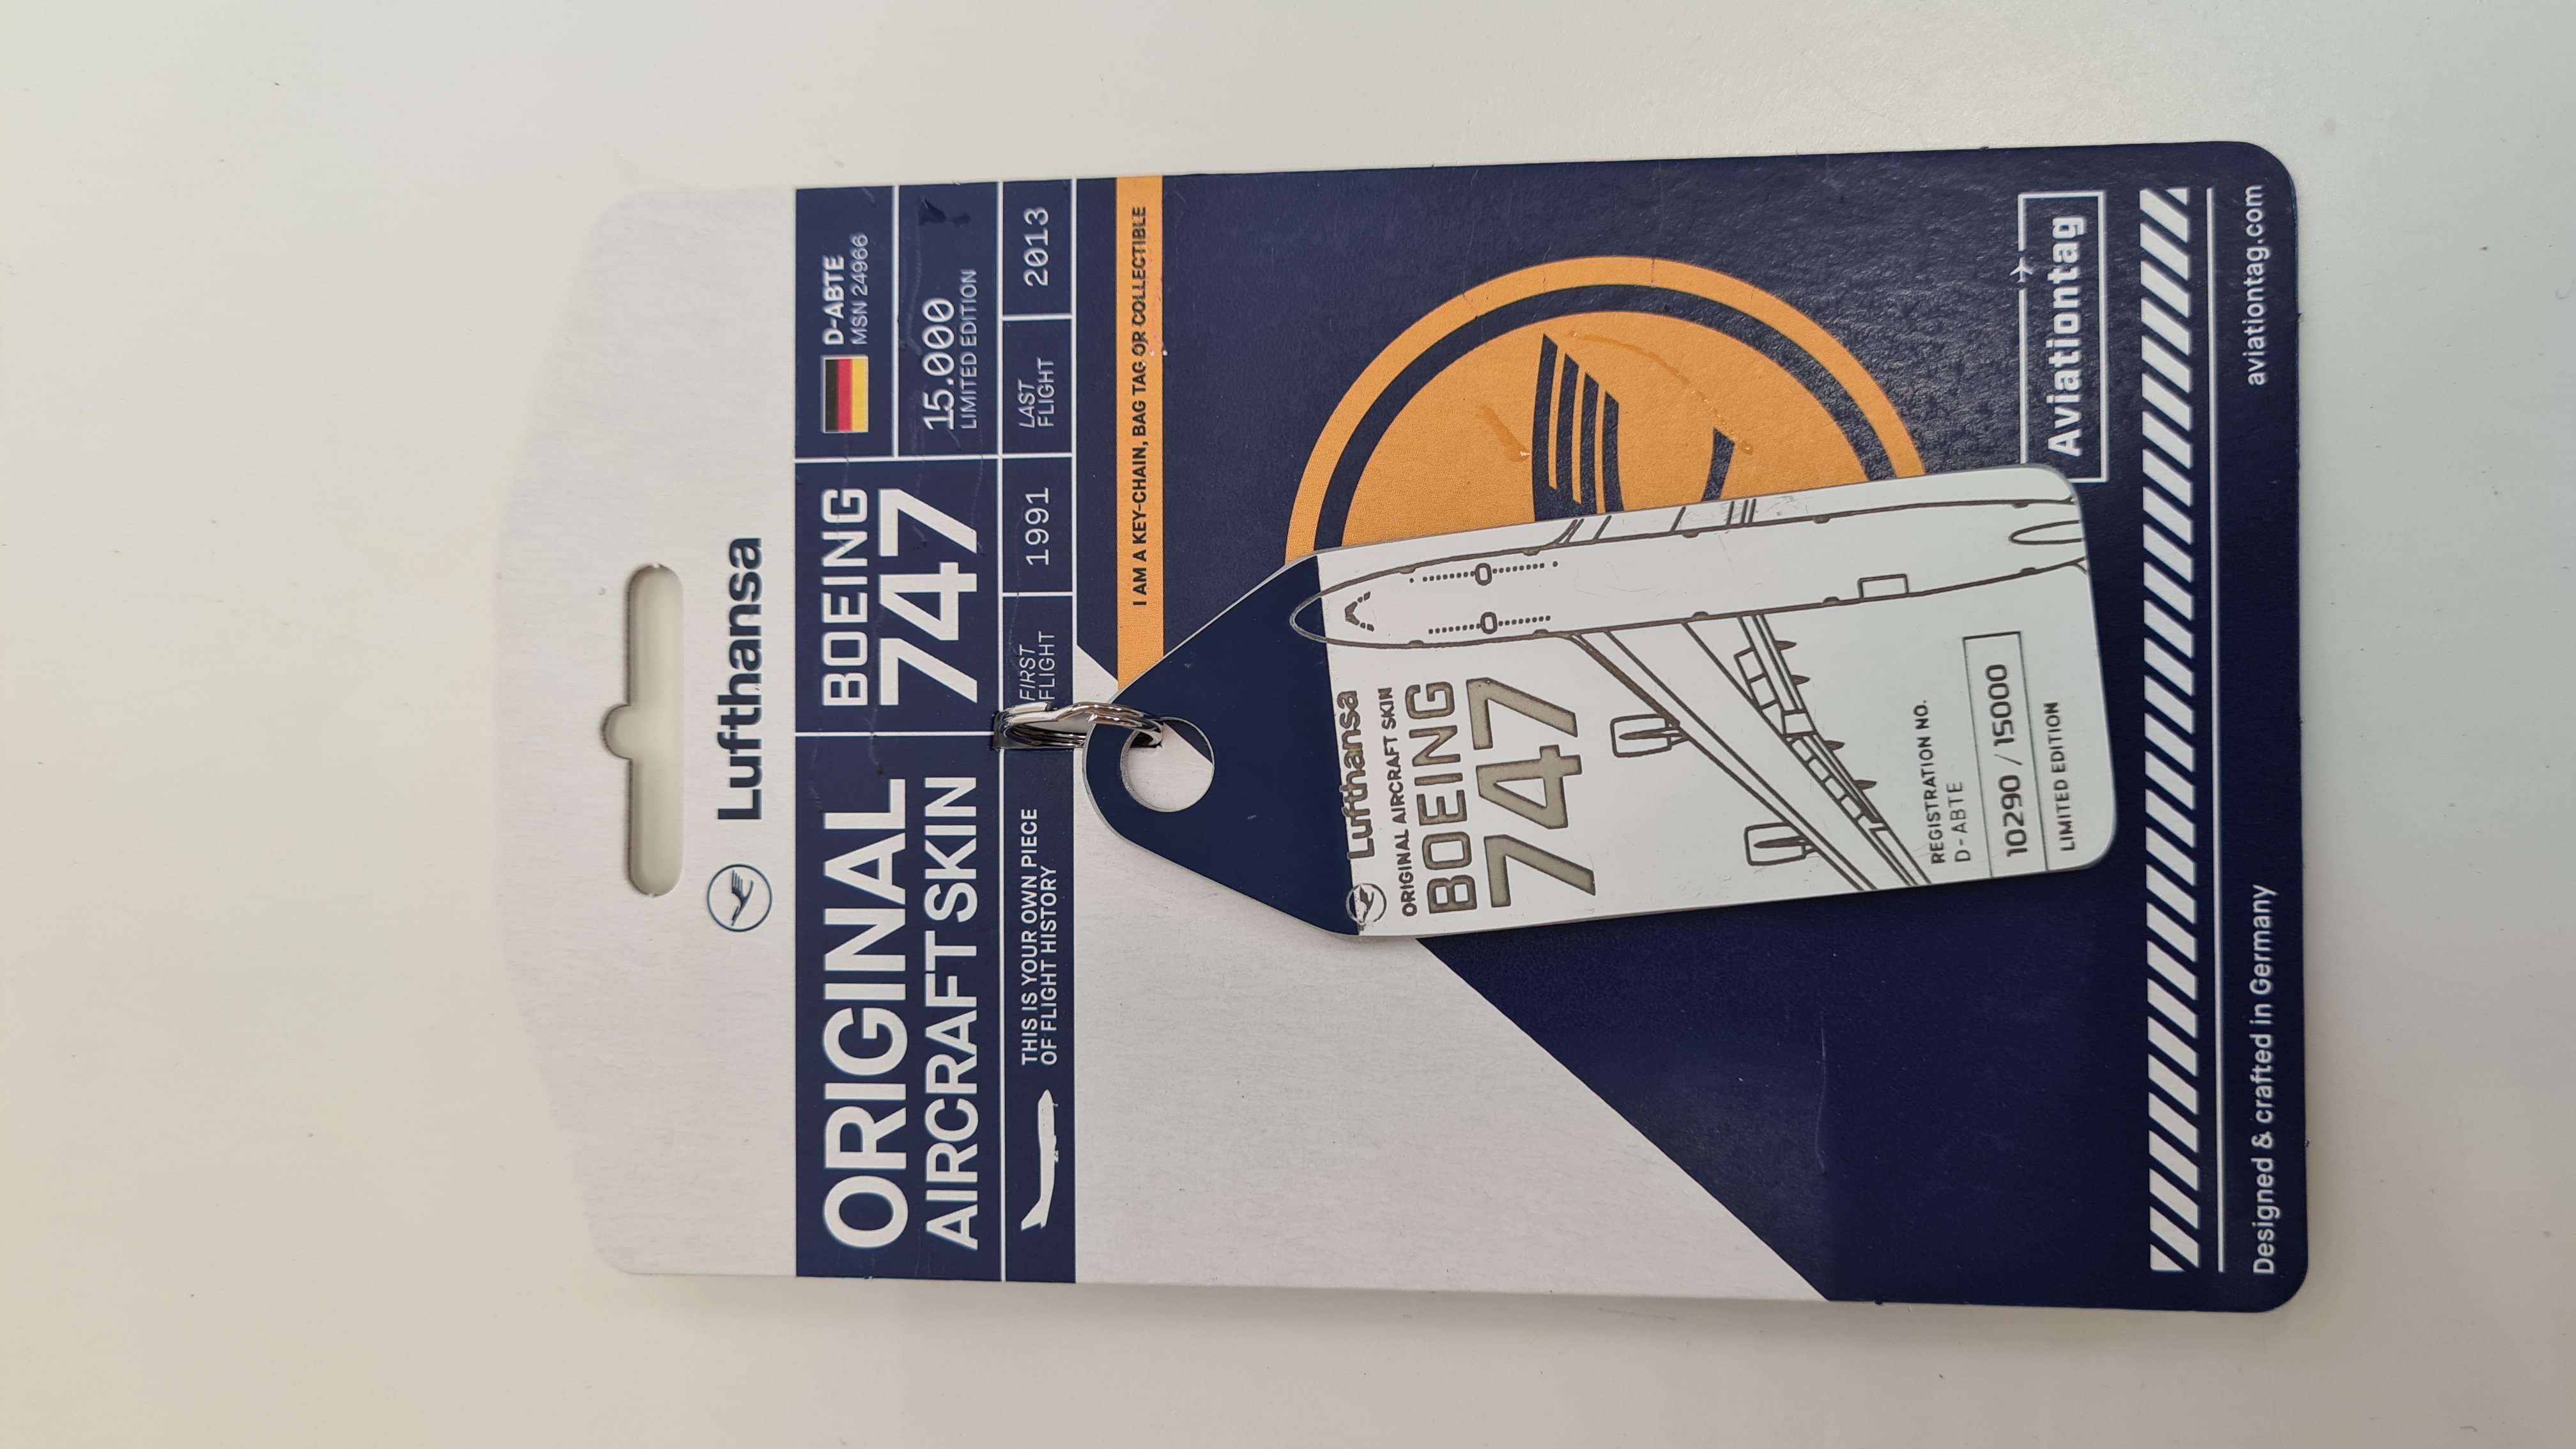 Lufthansa
ORIGINAL
AIRCRAFT SKIN
BOEING
747
D-ABTE
MSN 24966
15.000
LIMITED EDITION
THIS IS YOUR OWN PIECE
OF FLIGHT HISTORY
FIRST
FLIGHT
1991
LAST
FLIGHT
2013
I AM A KEY-CHAIN, BAG TAG OR COLLECTIBLE
Lufthansa
ORIGINAL AIRCRAFT SKIN
BOEING
747
REGISTRATION NO.
D-ABTE
10290 / 15000
LIMITED EDITION
Aviationtag
Designed & crafted in Germany
aviationtag.com